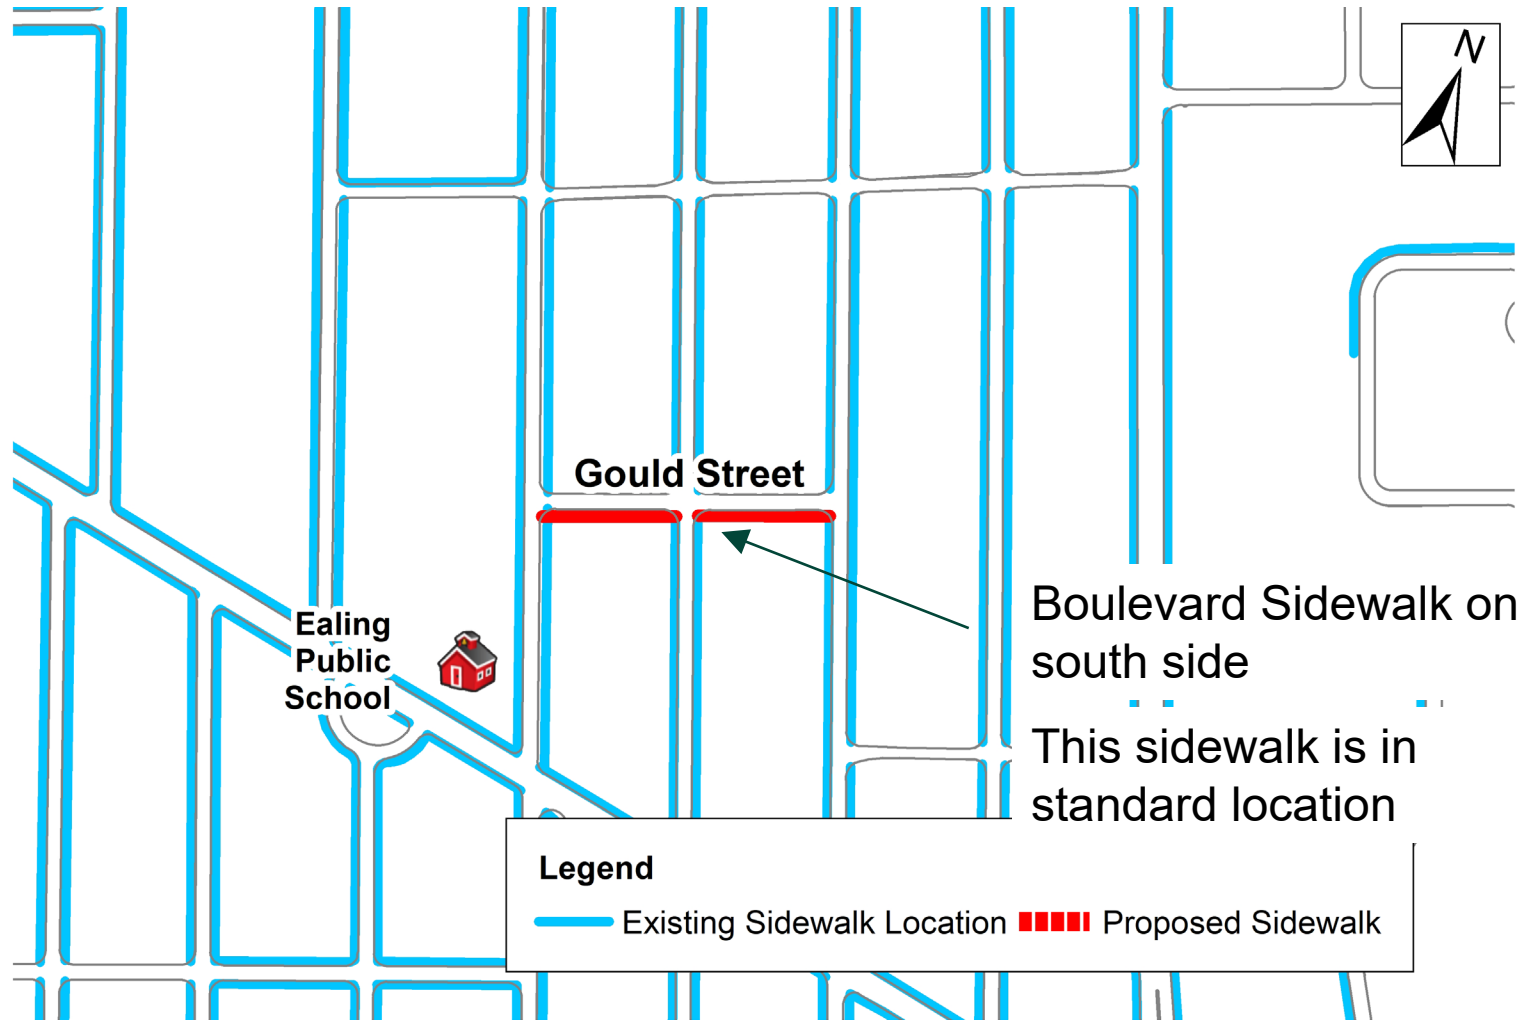 N
Gould Street
Ealing
Public
School
Boulevard Sidewalk on
south side
This sidewalk is in
standard location
Legend
Existing Sidewalk Location
Proposed Sidewalk